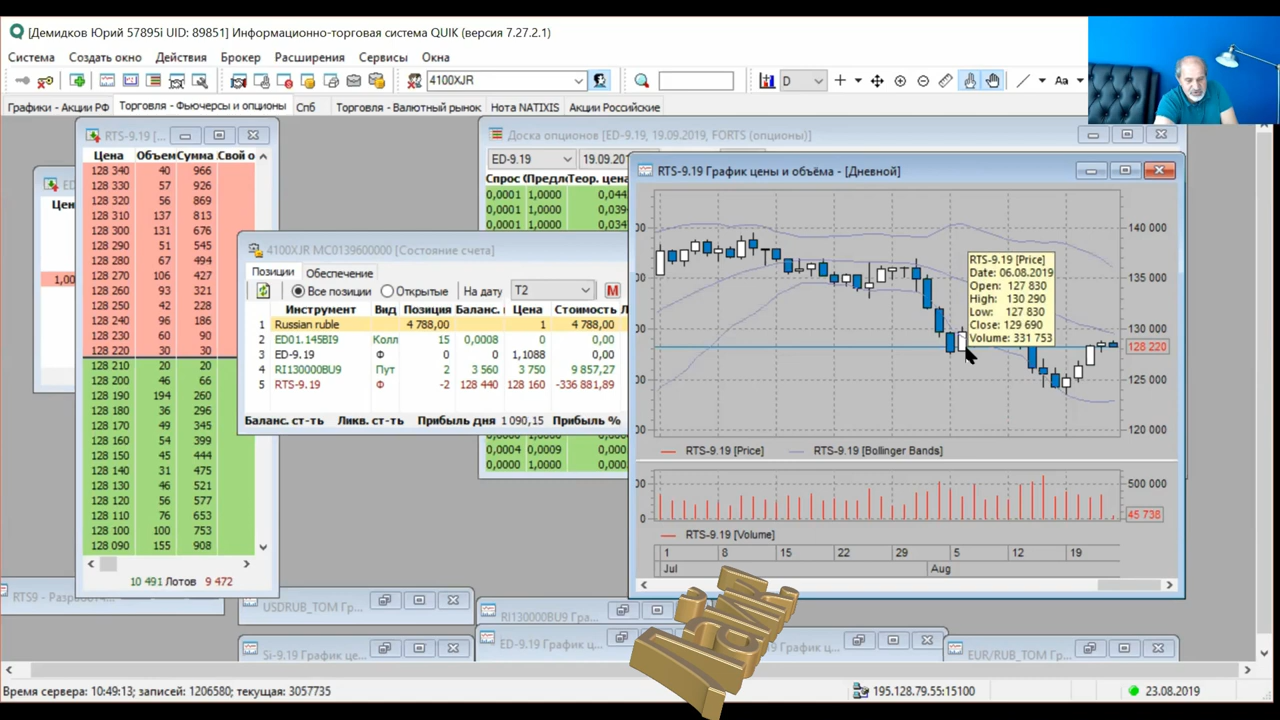 [Демидков Юрий 57895i UID: 89851] Информационно-торговая система QUIK (версия 7.27.2.1)
Система Создать окно Действия Брокер Расширения Сервисы Окна
4100XJR D Aa
Графики - Акции РФ Торговля - Фьючерсы и опционы Спб Торговля - Валютный рынок Нота NATIXIS Акции Российские
RTS-9.19 [...
Цена Объем Сумма Свой о
128 340 40 966
128 330 57 926
128 320 56 869
128 310 137 813
128 300 131 676
128 290 51 545
128 270 106 427
128 260 93 321
128 250 42 228
128 240 96 186
128 230 60 90
128 220 30 30
128 210 20 20
128 200 46 66
128 190 194 260
128 180 36 296
128 170 49 345
128 160 54 399
128 150 45 444
128 140 31 475
128 130 46 521
128 120 56 577
128 110 76 653
128 100 100 753
128 090 155 908
10 491 Лотов 9 472
ED
Цен
1,00
Доска опционов [ED-9.19, 19.09.2019, FORTS (опционы)]
ED-9.19 19.09.201
Спрос Теор. цена
0,0001 1,0000 0,044
0,0001 1,0000 0,039
0,0001 1,0000 0,034
0,0004 0,0009
0,0000 1,0000
4100XJR MC0139600000 [Состояние счета]
Позиции Обеспечение
Все позиции Открытые На дату T2 M
Инструмент Вид Позиция Баланс. Цена Стоимость Л
1 Russian ruble 4 788,00 1 4 788,00
2 ED01.145BI9 Колл 15 0,0008 0 0,00
3 ED-9.19 Ф 0 0 1,1088 0,00
4 RI130000BU9 Пут 2 3 560 3 750 9 857,27
5 RTS-9.19 Ф -2 128 440 128 160 -336 881,89
Баланс. ст-ть Ликв. ст-ть Прибыль дня 1 090,15 Прибыль %
RTS-9.19 График цены и объёма - [Дневной]
140 000
135 000
130 000
128 220
125 000
120 000
RTS-9.19 [Price]
Date: 06.08.2019
Open: 127 830
High: 130 290
Low: 127 830
Close: 129 690
Volume: 331 753
RTS-9.19 [Price] RTS-9.19 [Bollinger Bands]
500 000
45 738
0
RTS-9.19 [Volume]
1 8 15 22 29 5 12 19
Jul Aug
USDRUB_TOM Гр...
RI130000BU9 Гра...
Si-9.19 График це...
ED-9.19 График ц...
EUR/RUB_TOM Гр...
Время сервера: 10:49:13; записей: 1206580; текущая: 3057735
195.128.79.55:15100
23.08.2019